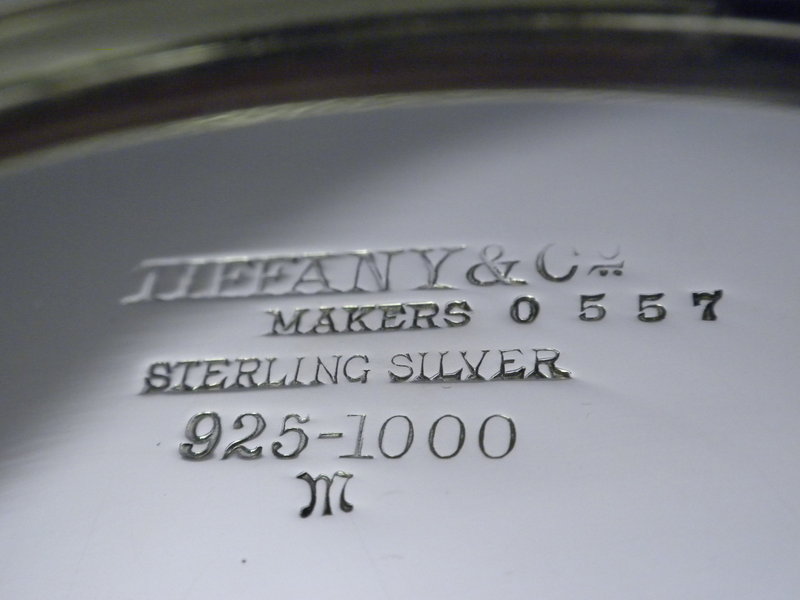 TIFFANY & Co.
MAKERS 0557
STERLING SILVER
925-1000
M